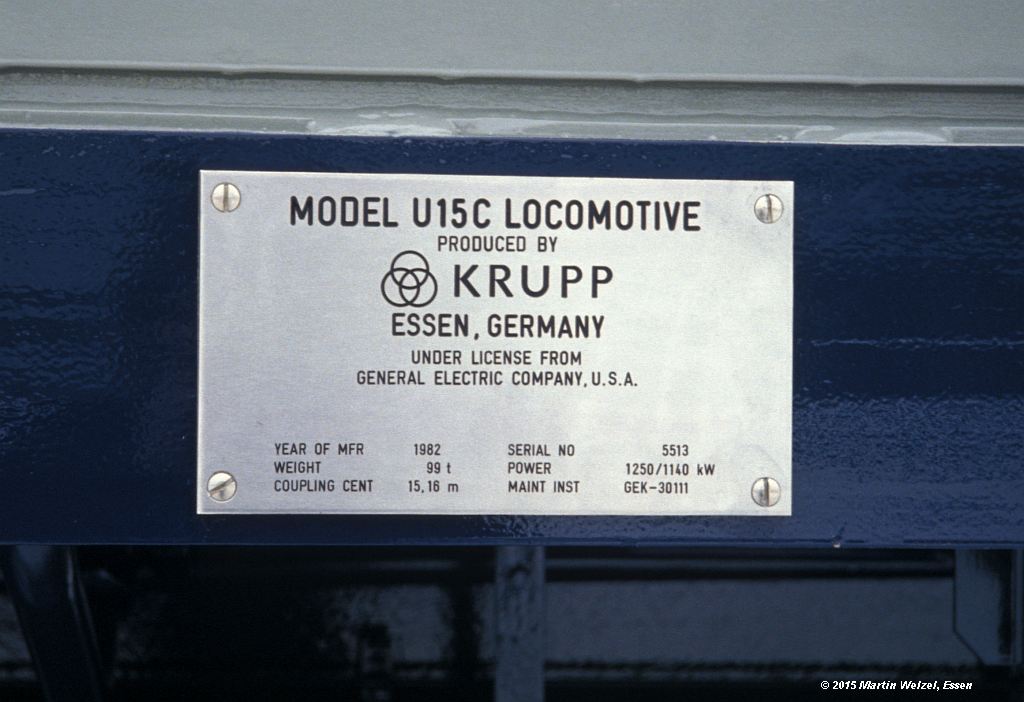 MODEL U15C LOCOMOTIVE
PRODUCED BY
KRUPP
ESSEN, GERMANY
UNDER LICENSE FROM
GENERAL ELECTRIC COMPANY, U.S.A.
YEAR OF MFR 1982 SERIAL NO 5513
WEIGHT 99 t POWER 1250/1140 kW
COUPLING CENT 15,16 m MAINT INST GEK-30111
© 2015 Martin Welzel, Essen